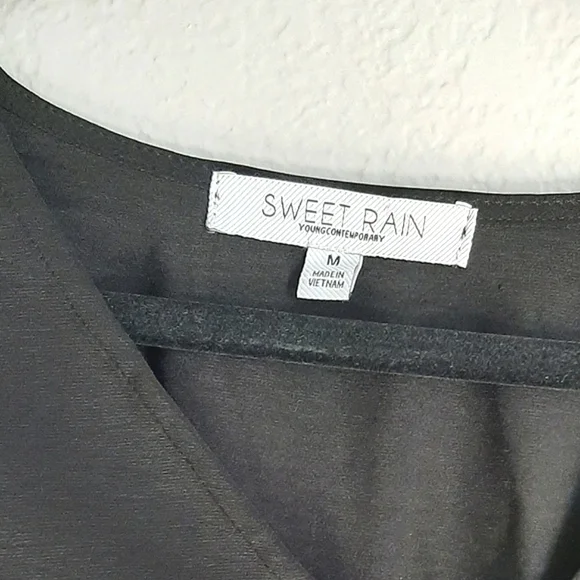 SWEET RAIN
YOUNGCONTEMPORARY
M
MADE IN
VIETNAM